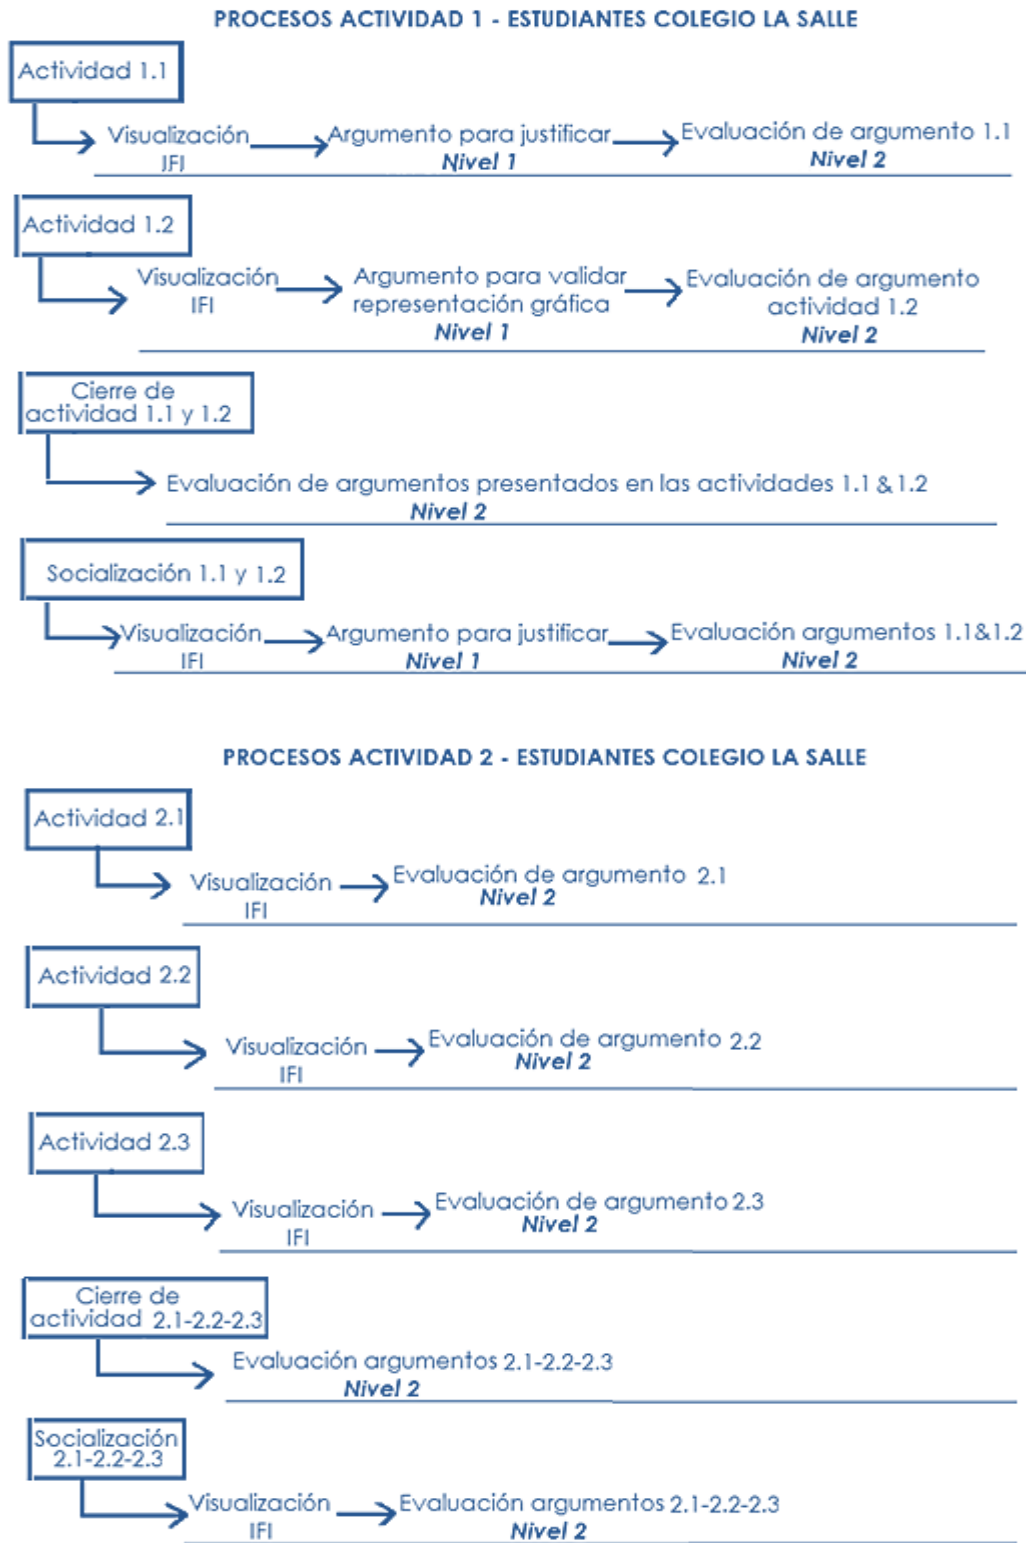 PROCESOS ACTIVIDAD 1 - ESTUDIANTES COLEGIO LA SALLE
Actividad 1.1
Visualización
IFI
Argumento para justificar
Nivel 1
Evaluación de argumento 1.1
Nivel 2
Actividad 1.2
Visualización
IFI
Argumento para validar
representación gráfica
Nivel 1
Evaluación de argumento
actividad 1.2
Nivel 2
Cierre de
actividad 1.1 y 1.2
Evaluación de argumentos presentados en las actividades 1.1 & 1.2
Nivel 2
Socialización 1.1 y 1.2
Visualización
IFI
Argumento para justificar
Nivel 1
Evaluación argumentos 1.1&1.2
Nivel 2
PROCESOS ACTIVIDAD 2 - ESTUDIANTES COLEGIO LA SALLE
Actividad 2.1
Visualización
IFI
Evaluación de argumento 2.1
Nivel 2
Actividad 2.2
Visualización
IFI
Evaluación de argumento 2.2
Nivel 2
Actividad 2.3
Visualización
IFI
Evaluación de argumento 2.3
Nivel 2
Cierre de
actividad 2.1-2.2-2.3
Evaluación argumentos 2.1-2.2-2.3
Nivel 2
Socialización
2.1-2.2-2.3
Visualización
IFI
Evaluación argumentos 2.1-2.2-2.3
Nivel 2